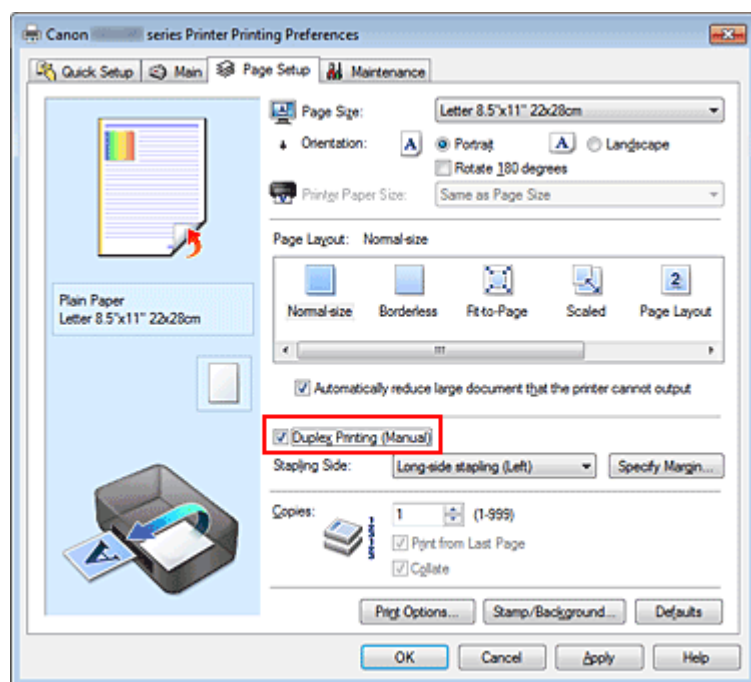 Canon series Printer Printing Preferences
Quick Setup Main Page Setup Maintenance
Page Size: Letter 8.5"x11" 22x28cm
Orientation: A Portrait A Landscape
Rotate 180 degrees
Printer Paper Size: Same as Page Size
Page Layout: Normal-size
2
Normal-size Borderless Fit-to-Page Scaled Page Layout
Plain Paper
Letter 8.5"x11" 22x28cm
Automatically reduce large document that the printer cannot output
Duplex Printing (Manual)
Stapling Side: Long-side stapling (Left) Specify Margin...
Copies: 1 (1-999)
Print from Last Page
Collate
A
Print Options... Stamp/Background... Defaults
OK Cancel Apply Help